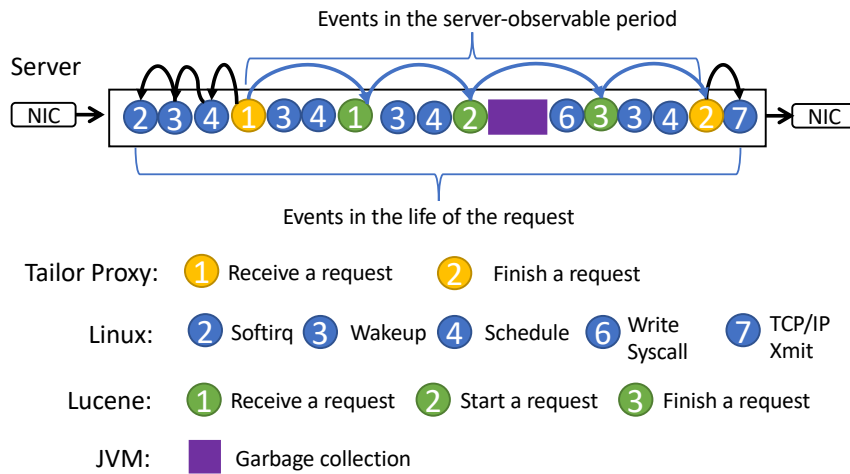 Events in the server-observable period
Server
NIC
2 3 4 1 3 4 1 3 4 2 6 3 3 4 2 7
NIC
Events in the life of the request
Tailor Proxy: 1 Receive a request 2 Finish a request
Linux: 2 Softirq 3 Wakeup 4 Schedule 6 Write Syscall 7 TCP/IP Xmit
Lucene: 1 Receive a request 2 Start a request 3 Finish a request
JVM: Garbage collection